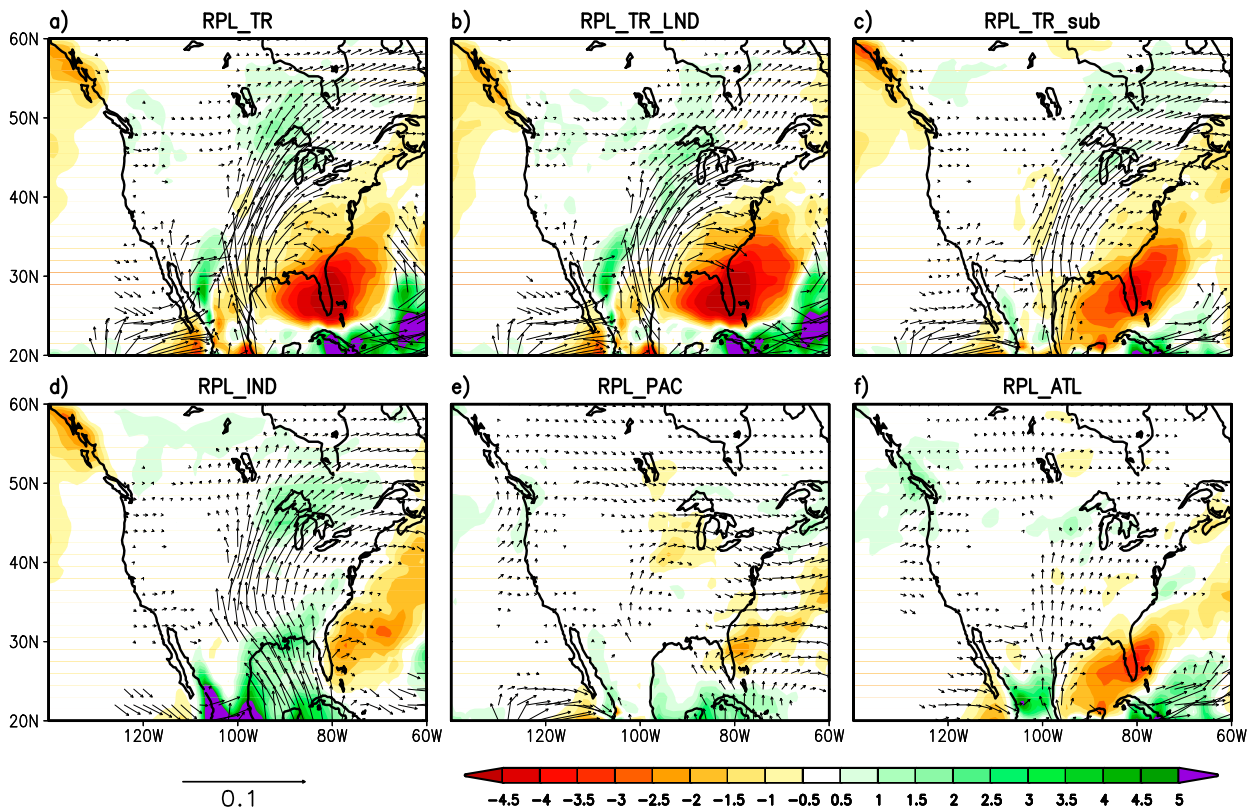 a) RPL_TR b) RPL_TR_LND c) RPL_TR_sub
60N
50N
40N
30N
20N
d) RPL_IND e) RPL_PAC f) RPL_ATL
60N
50N
40N
30N
20N
120W 100W 80W 60W 120W 100W 80W 60W 120W 100W 80W 60W
0.1
-4.5 -4 -3.5 -3 -2.5 -2 -1.5 -1 -0.5 0.5 1 1.5 2 2.5 3 3.5 4 4.5 5